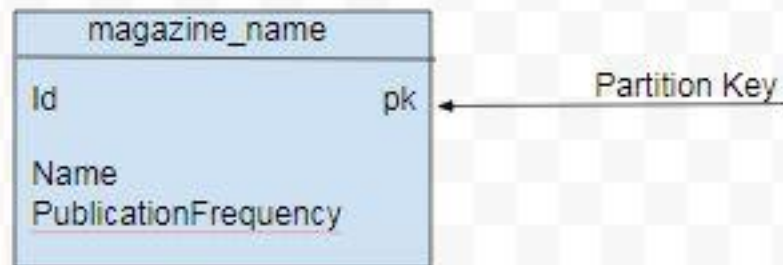 magazine_name
Id pk
Partition Key
Name
PublicationFrequency